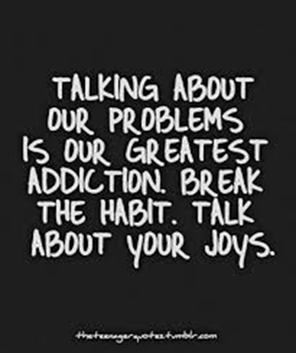 TALKING ABOUT
OUR PROBLEMS
IS OUR GREATEST
ADDICTION. BREAK
THE HABIT. TALK
ABOUT YOUR JOYS.
theteenagerquotes.tumblr.com